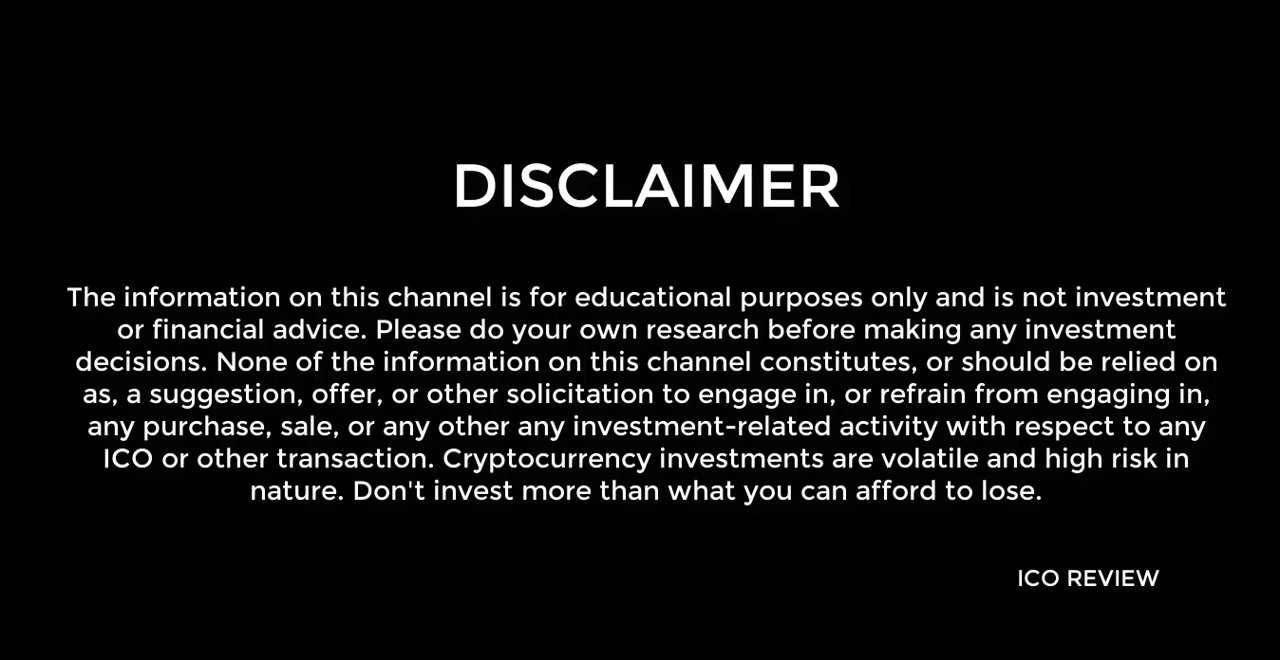 DISCLAIMER
The information on this channel is for educational purposes only and is not investment
or financial advice. Please do your own research before making any investment
decisions. None of the information on this channel constitutes, or should be relied on
as, a suggestion, offer, or other solicitation to engage in, or refrain from engaging in,
any purchase, sale, or any other any investment-related activity with respect to any
ICO or other transaction. Cryptocurrency investments are volatile and high risk in
nature. Don't invest more than what you can afford to lose.
ICO REVIEW